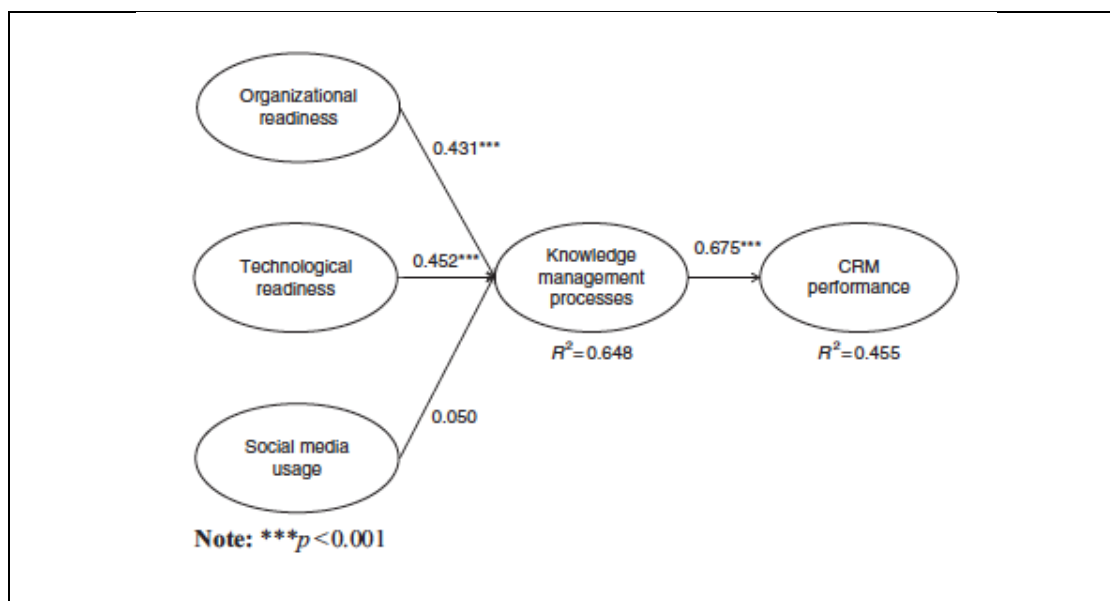 Organizational
readiness
0.431***
Technological
readiness
0.452***
Knowledge
management
processes
0.675***
CRM
performance
R²=0.648
R²=0.455
0.050
Social media
usage
Note: ***p<0.001